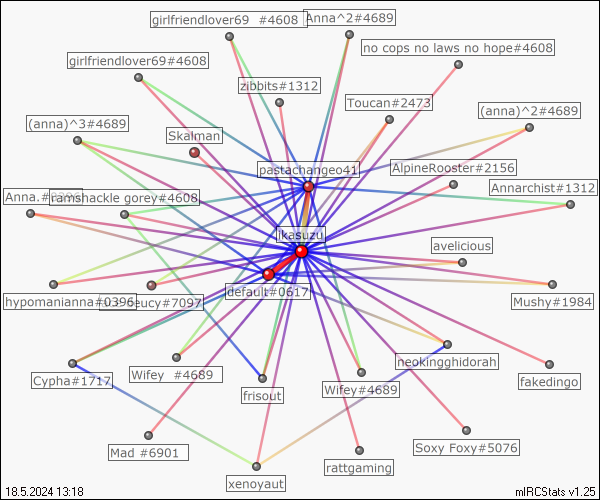 girlfriendlover69 #4608
Anna^2#4689
no cops no laws no hope#4608
girlfriendlover69#4608
zibbits#1312
Toucan#2473
(anna)^2#4689
(anna)^3#4689
Skalman
pastachangeo41
AlpineRooster#2156
Annarchist#1312
Anna.
ramshackle gorey#4608
jkasuzu
avelicious
default#0617
hypomanianna#0396
eucy#7097
Mushy#1984
neokingghidorah
Cypha#1717
Wifey #4689
frisout
Wifey#4689
fakedingo
Mad #6901
Soxy Foxy#5076
rattgaming
xenoyaut
18.5.2024 13:18
mIRCStats v1.25